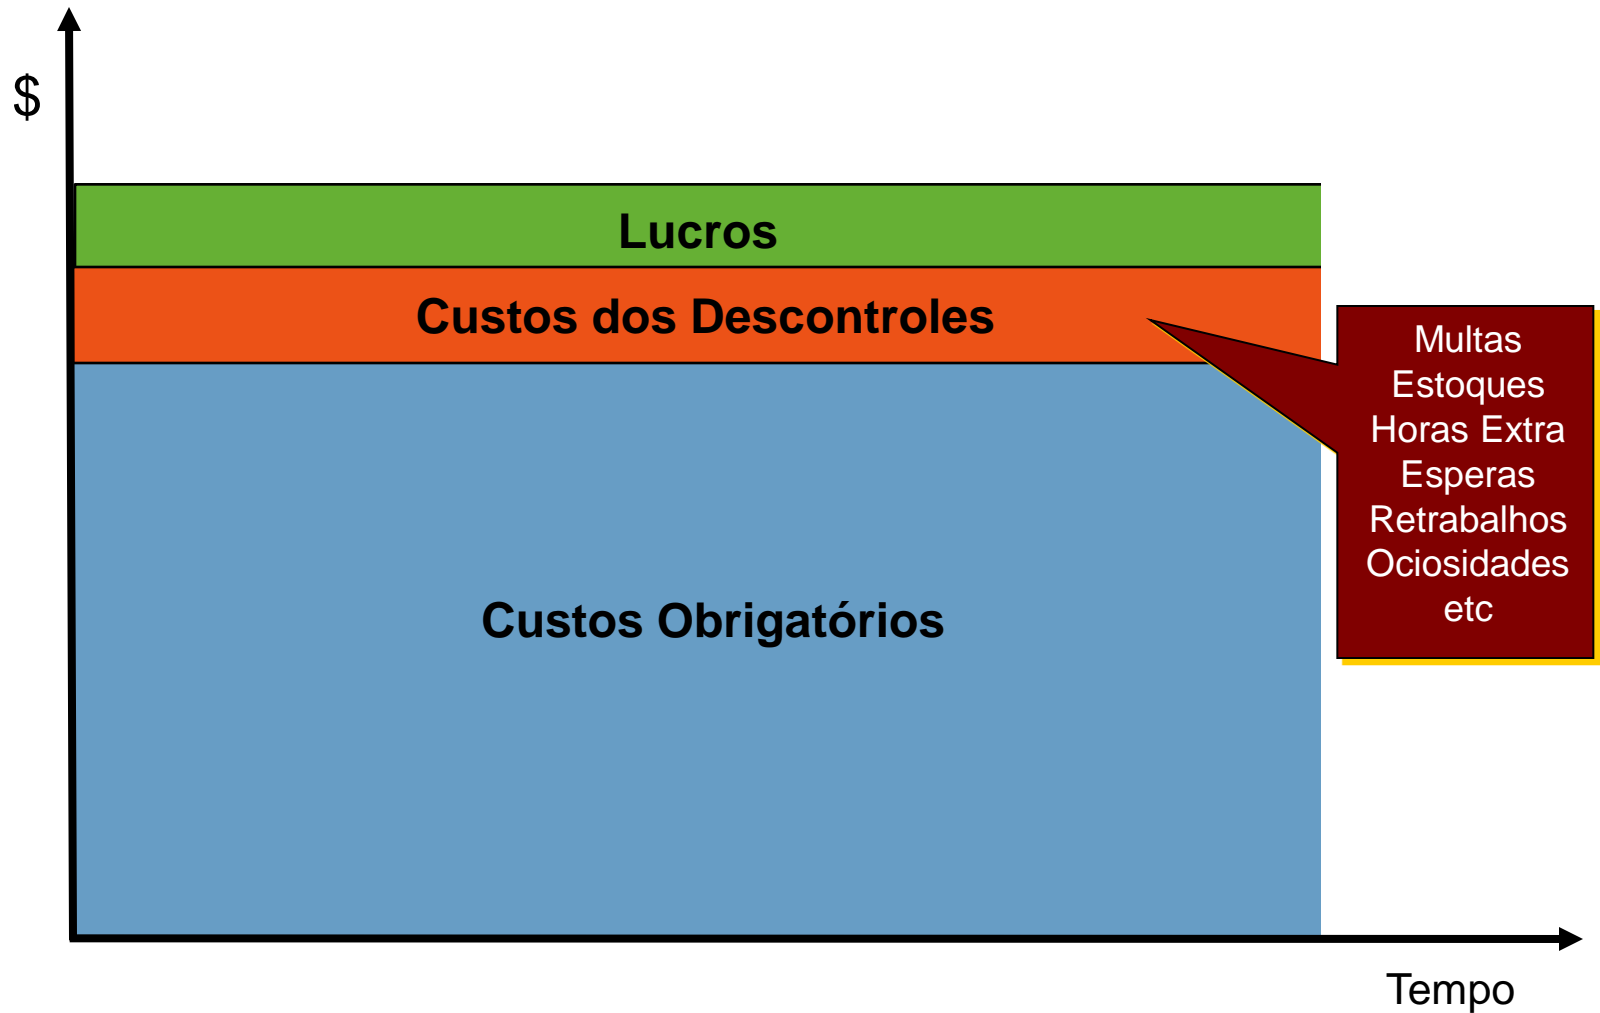 $
Lucros
Custos dos Descontroles
Multas
Estoques
Horas Extra
Esperas
Retrabalhos
Ociosidades
etc
Custos Obrigatórios
Tempo